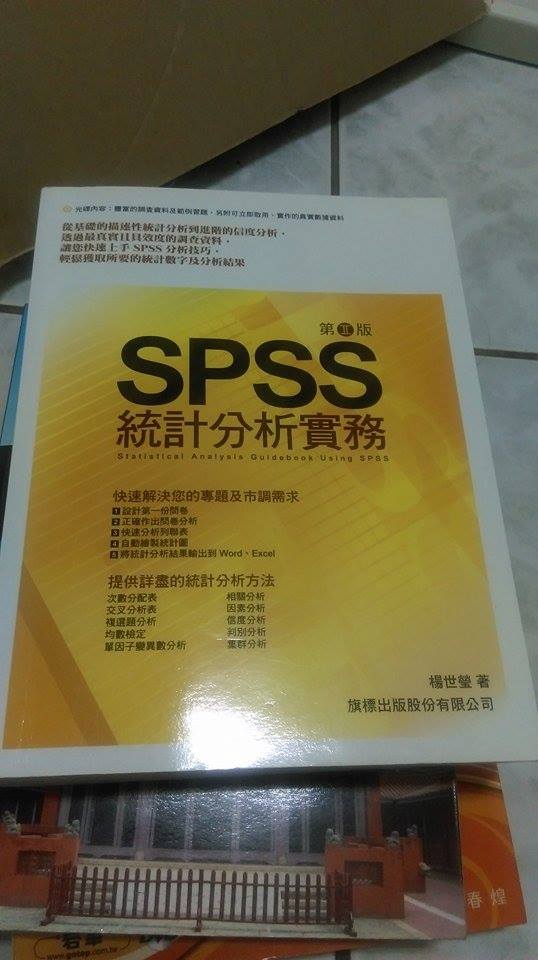 光碟內容：豐富的調查資料及範例習題，另附可立即取用、實作的真實數據資料
從基礎的描述性統計分析到進階的信度分析，
透過最真實且具效度的調查資料，
讓您快速上手 SPSS 分析技巧，
輕鬆獲取所要的統計數字及分析結果
第II版
SPSS
統計分析實務
Statistical Analysis Guidebook Using SPSS
快速解決您的專題及市調需求
1 設計第一份問卷
2 正確作出問卷分析
3 快速分析列聯表
4 自動繪製統計圖
5 將統計分析結果輸出到 Word、Excel
提供詳盡的統計分析方法
次數分配表
交叉分析表
複選題分析
均數檢定
單因子變異數分析
相關分析
因素分析
信度分析
判別分析
集群分析
楊世瑩 著
旗標出版股份有限公司
春煌
www.gotop.com.tw